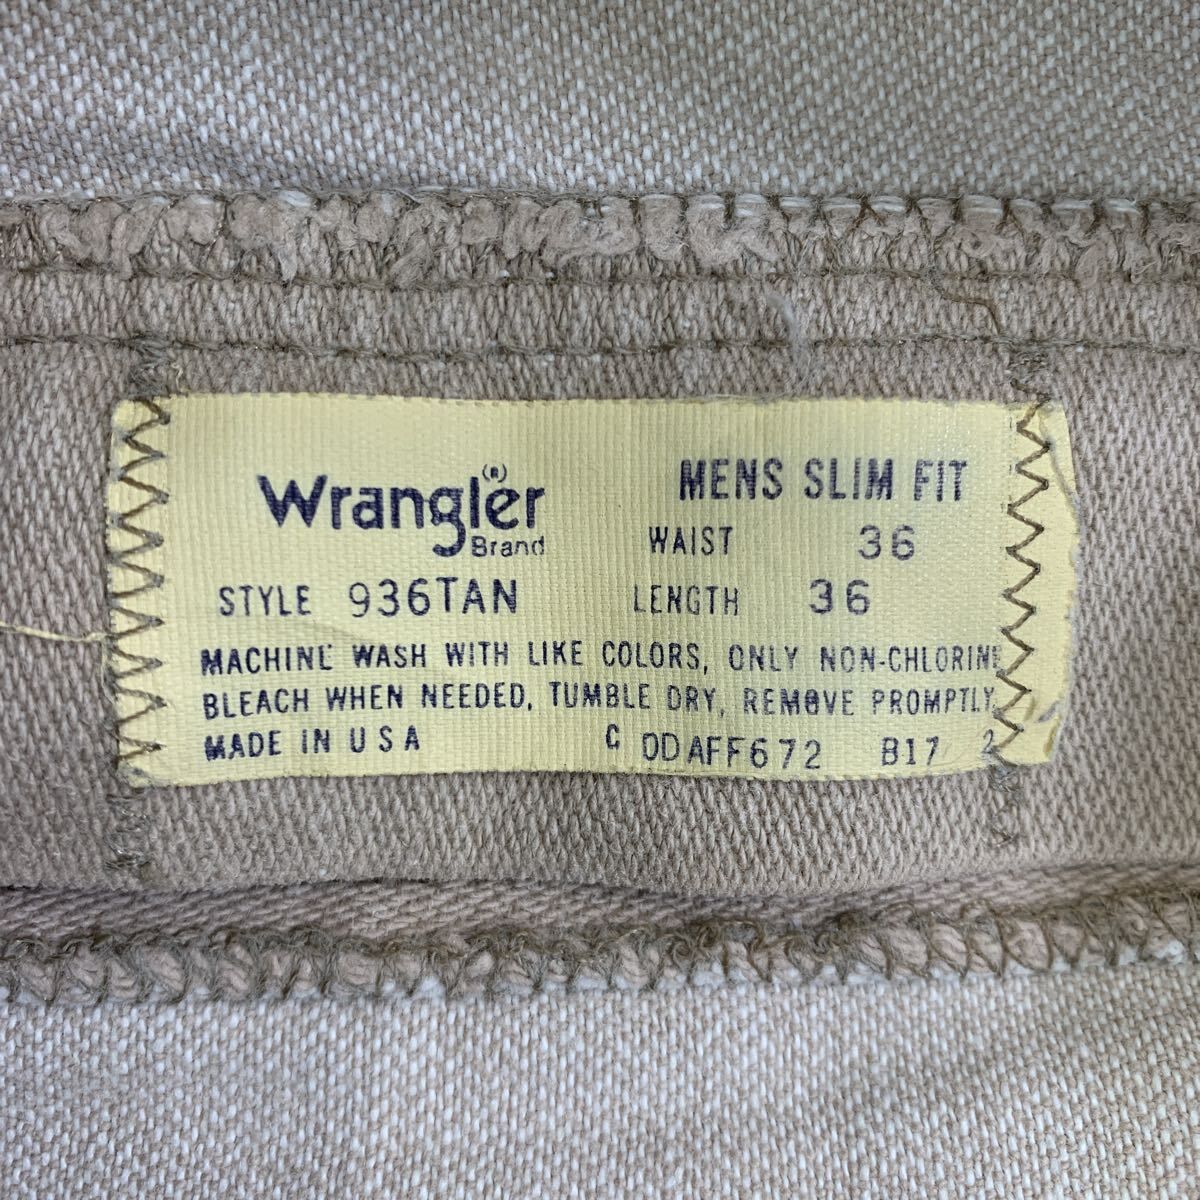 Wrangler ®
Brand
MENS SLIM FIT
WAIST 36
STYLE 936TAN
LENGTH 36
MACHINE WASH WITH LIKE COLORS, ONLY NON-CHLORINE
BLEACH WHEN NEEDED, TUMBLE DRY, REMOVE PROMPTLY.
MADE IN U S A
C 0DAFF672 B17 2